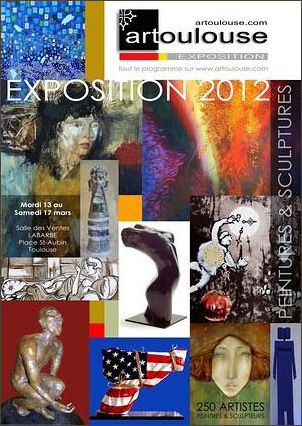 artoulouse.com
artoulouse
EXPOSITION
tout le programme sur www.artoulouse.com
EXPOSITION 2012
PEINTURES & SCULPTURES
Mardi 13 au
Samedi 17 mars
Salle des Ventes
LABARBE
Place St-Aubin
Toulouse
250 ARTISTES
PEINTRES & SCULPTEURS